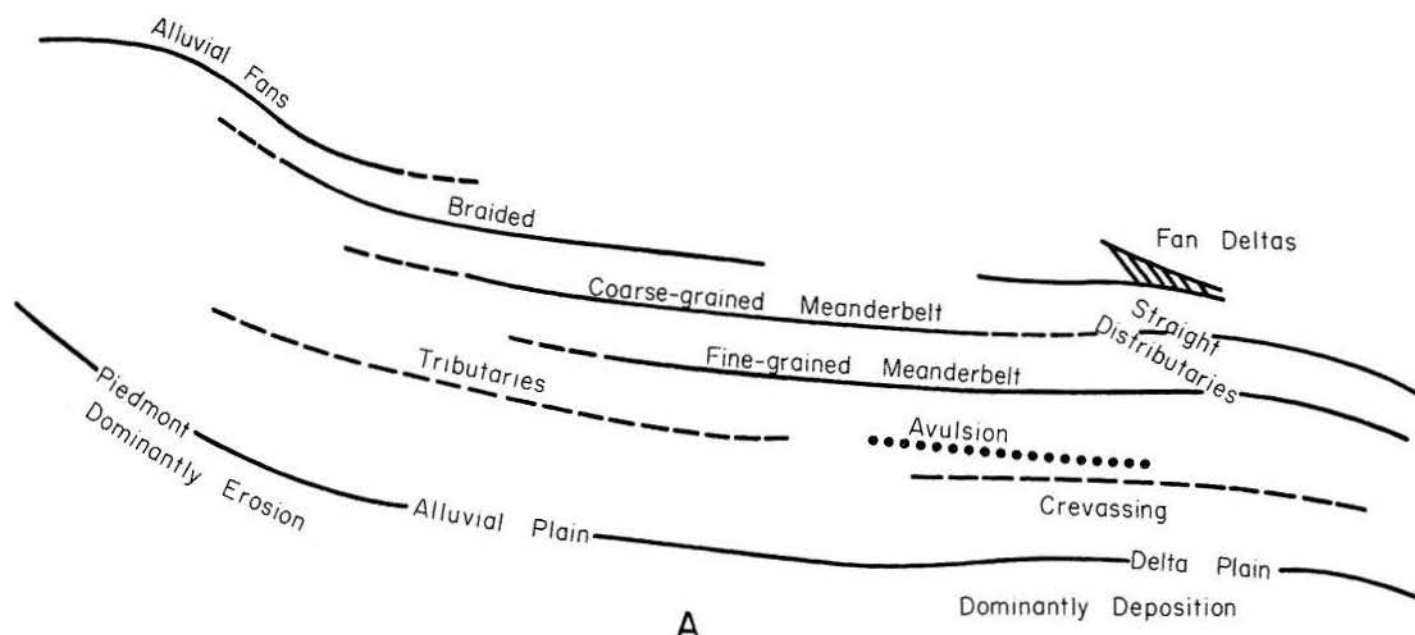 Alluvial Fans
Braided
Fan Deltas
Coarse-grained Meanderbelt
Straight
Distributaries
Fine-grained Meanderbelt
Tributaries
Avulsion
Crevassing
Piedmont
Dominantly Erosion
Alluvial Plain
Delta Plain
Dominantly Deposition
A